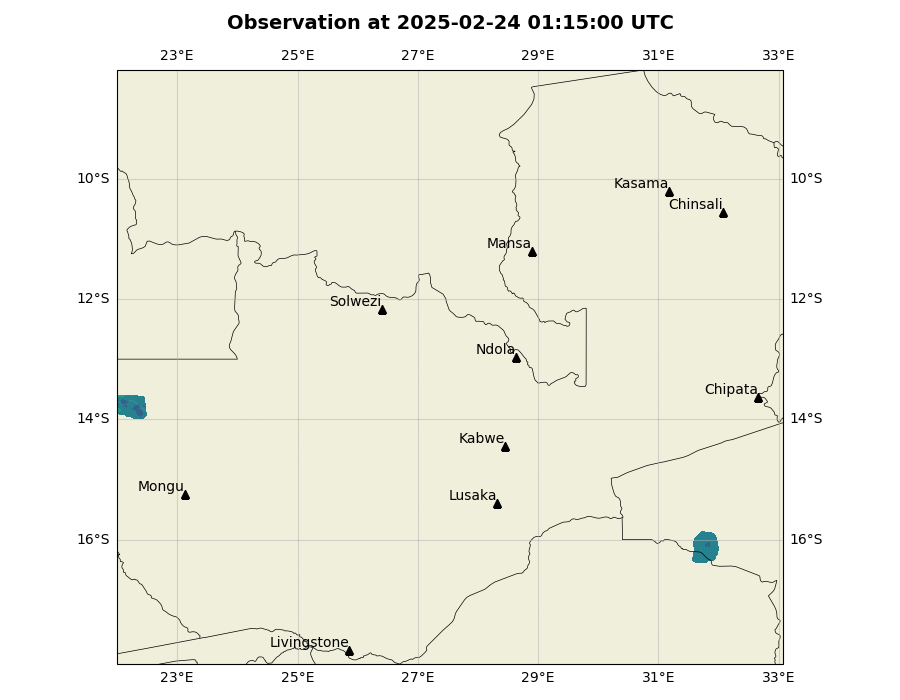 Observation at 2025-02-24 01:15:00 UTC
23°E 25°E 27°E 29°E 31°E 33°E
10°S 10°S
Kasama
Chinsali
Mansa
12°S 12°S
Solwezi
Ndola
Chipata
14°S 14°S
Kabwe
Mongu
Lusaka
16°S 16°S
Livingstone
23°E 25°E 27°E 29°E 31°E 33°E